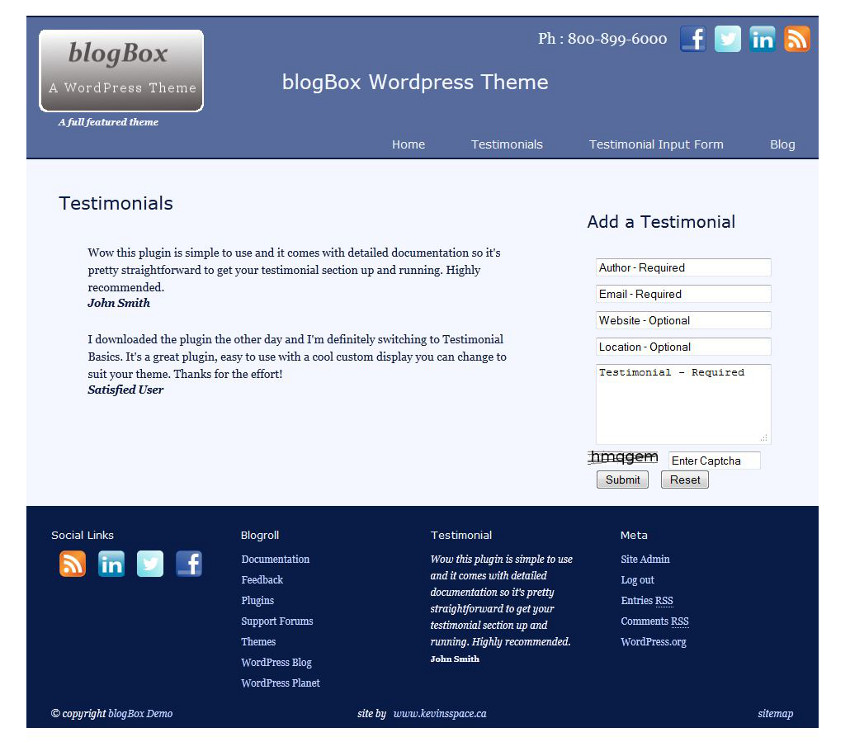 blogBox
A WordPress Theme
A full featured theme
Ph : 800-899-6000
blogBox Wordpress Theme
Home
Testimonials
Testimonial Input Form
Blog
Testimonials
Wow this plugin is simple to use and it comes with detailed documentation so it's
pretty straightforward to get your testimonial section up and running. Highly
recommended.
John Smith
I downloaded the plugin the other day and I'm definitely switching to Testimonial
Basics. It's a great plugin, easy to use with a cool custom display you can change to
suit your theme. Thanks for the effort!
Satisfied User
Add a Testimonial
Author - Required
Email - Required
Website - Optional
Location - Optional
Testimonial - Required
hmqgem
Enter Captcha
Submit
Reset
Social Links
Blogroll
Documentation
Feedback
Plugins
Support Forums
Themes
WordPress Blog
WordPress Planet
Testimonial
Wow this plugin is simple to use
and it comes with detailed
documentation so it's pretty
straightforward to get your
testimonial section up and
running. Highly recommended.
John Smith
Meta
Site Admin
Log out
Entries RSS
Comments RSS
WordPress.org
© copyright blogBox Demo
site by www.kevinsspace.ca
sitemap